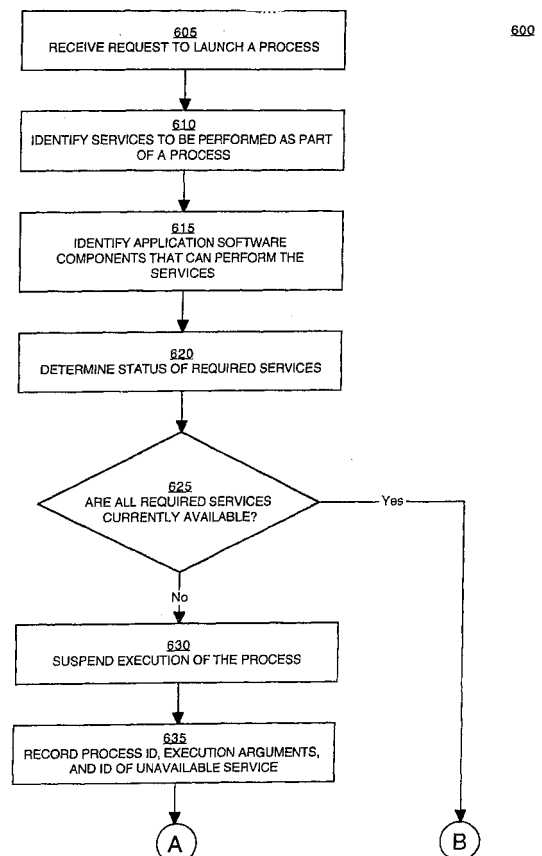 600
605
RECEIVE REQUEST TO LAUNCH A PROCESS
610
IDENTIFY SERVICES TO BE PERFORMED AS PART
OF A PROCESS
615
IDENTIFY APPLICATION SOFTWARE
COMPONENTS THAT CAN PERFORM THE
SERVICES
620
DETERMINE STATUS OF REQUIRED SERVICES
625
ARE ALL REQUIRED SERVICES
CURRENTLY AVAILABLE?
Yes
No
630
SUSPEND EXECUTION OF THE PROCESS
635
RECORD PROCESS ID, EXECUTION ARGUMENTS,
AND ID OF UNAVAILABLE SERVICE
A
B